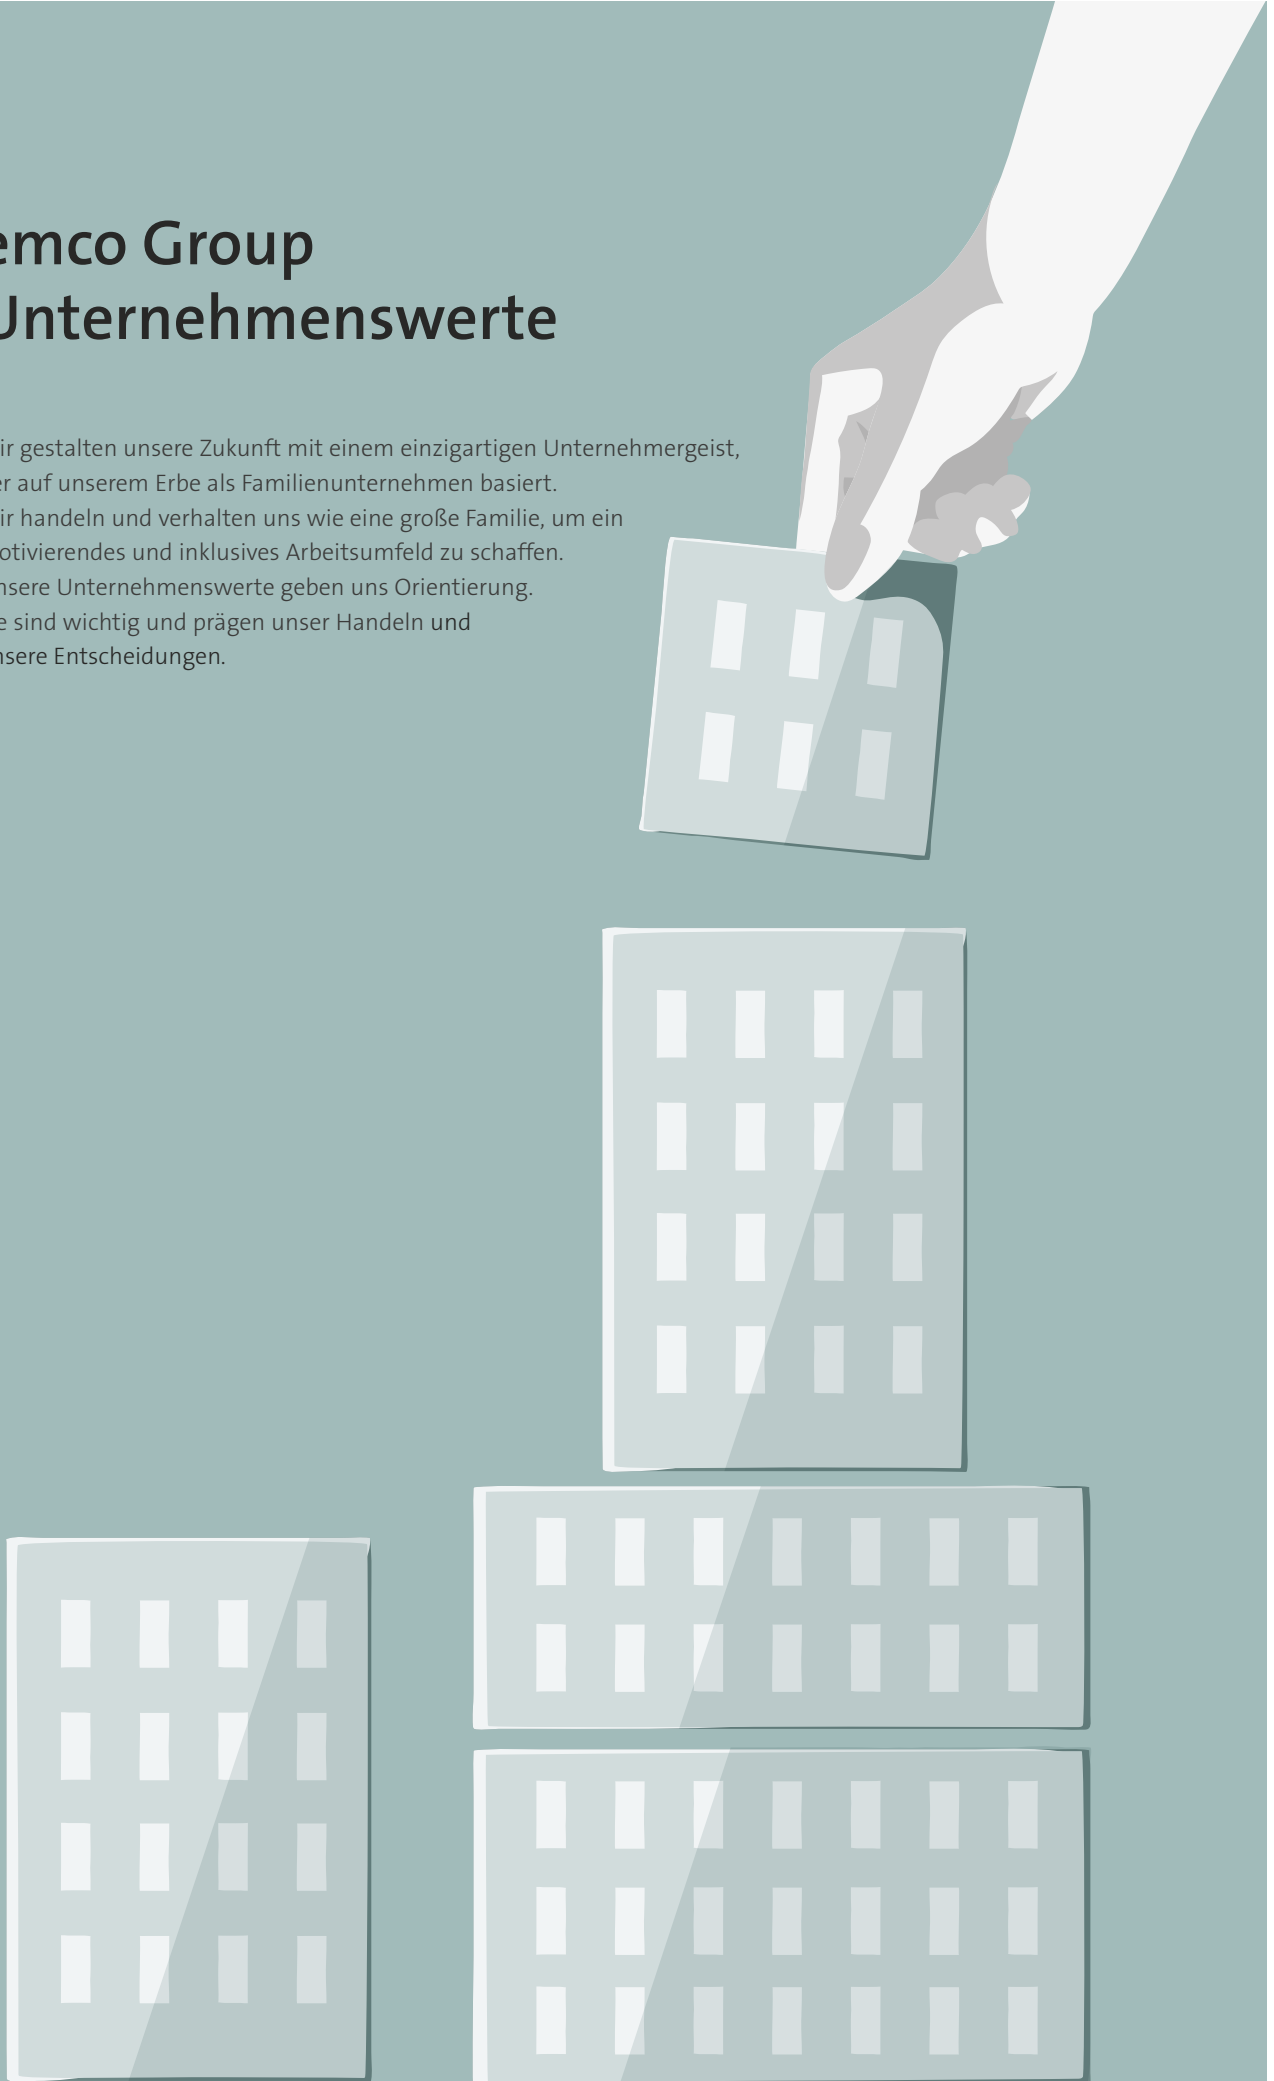 emco Group
Unternehmenswerte
ir gestalten unsere Zukunft mit einem einzigartigen Unternehmergeist,
er auf unserem Erbe als Familienunternehmen basiert.
ir handeln und verhalten uns wie eine große Familie, um ein
otivierendes und inklusives Arbeitsumfeld zu schaffen.
nsere Unternehmenswerte geben uns Orientierung.
e sind wichtig und prägen unser Handeln und
nsere Entscheidungen.